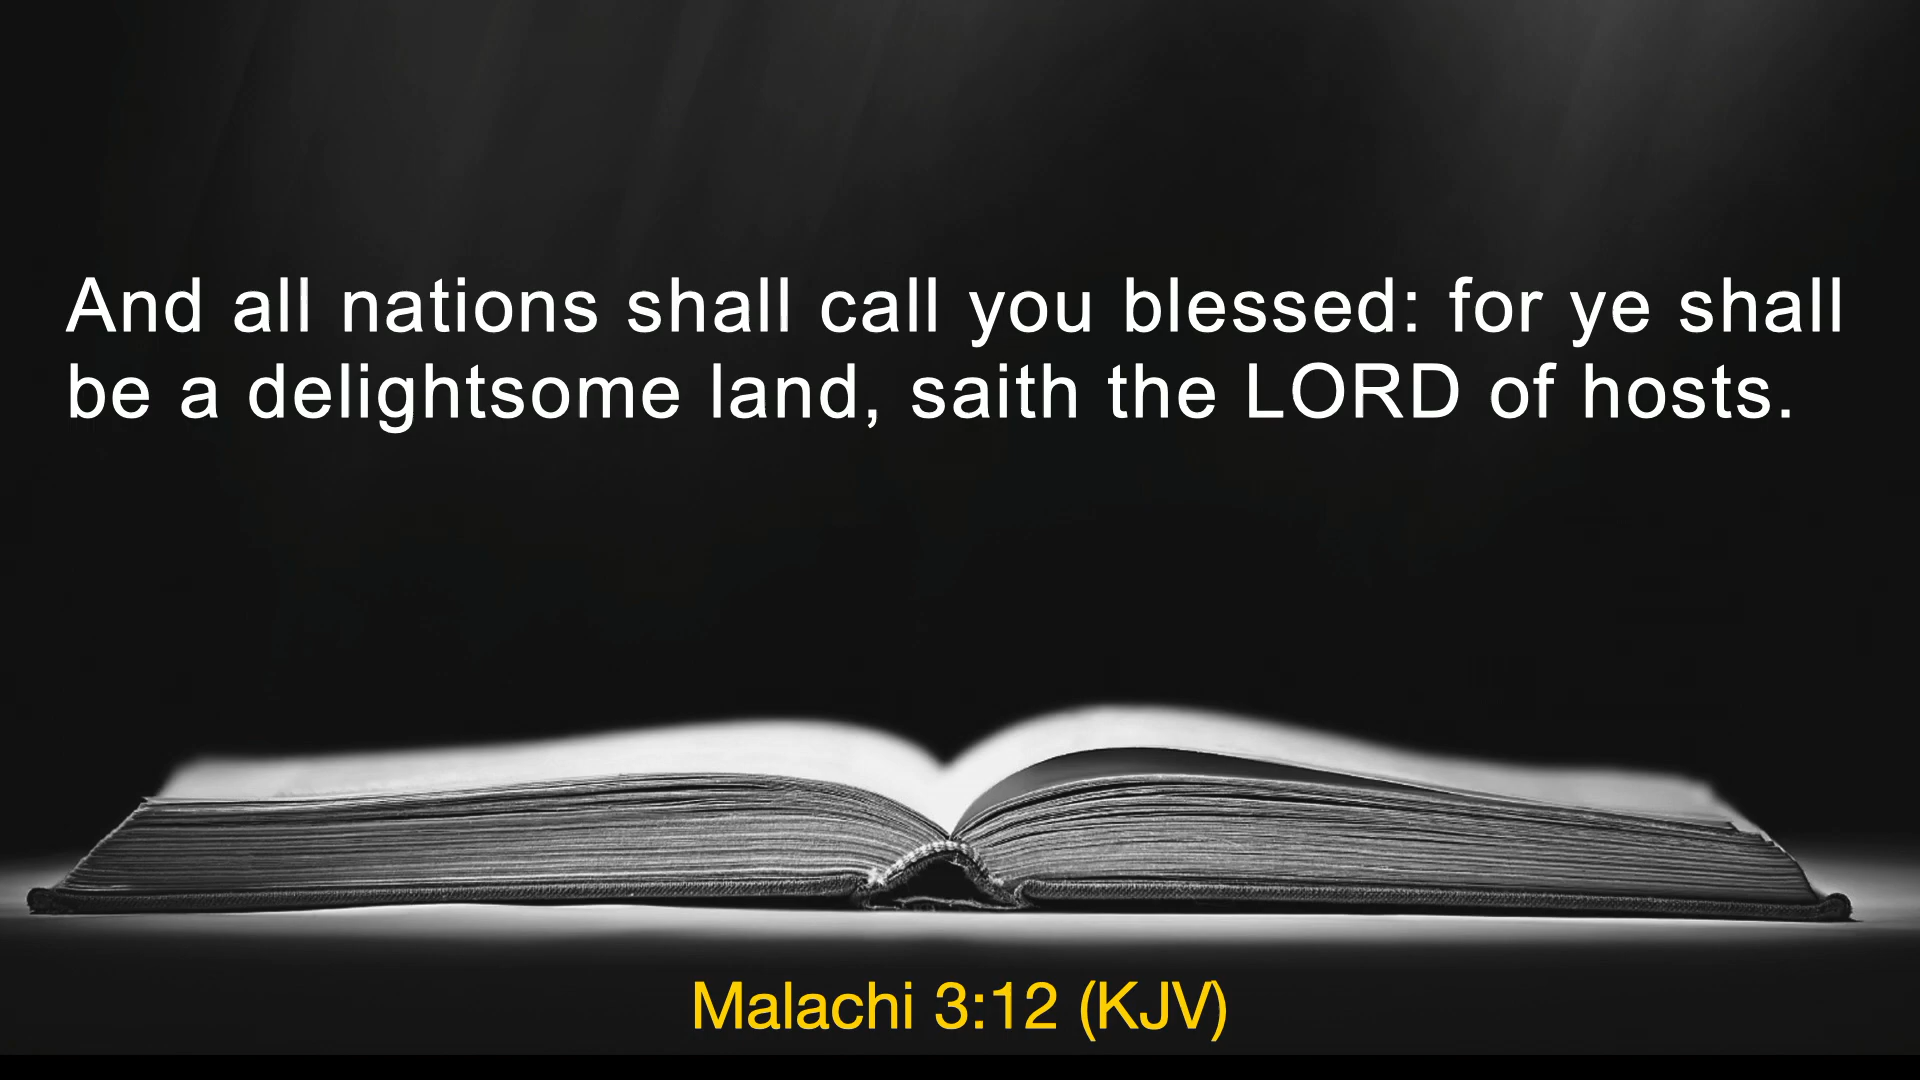 And all nations shall call you blessed: for ye shall
be a delightsome land, saith the LORD of hosts.
Malachi 3:12 (KJV)